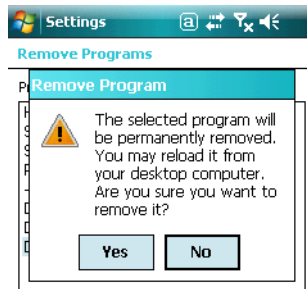 Settings
Remove Programs
Remove Program
The selected program will
be permanently removed.
You may reload it from
your desktop computer.
Are you sure you want to
remove it?
Yes
No